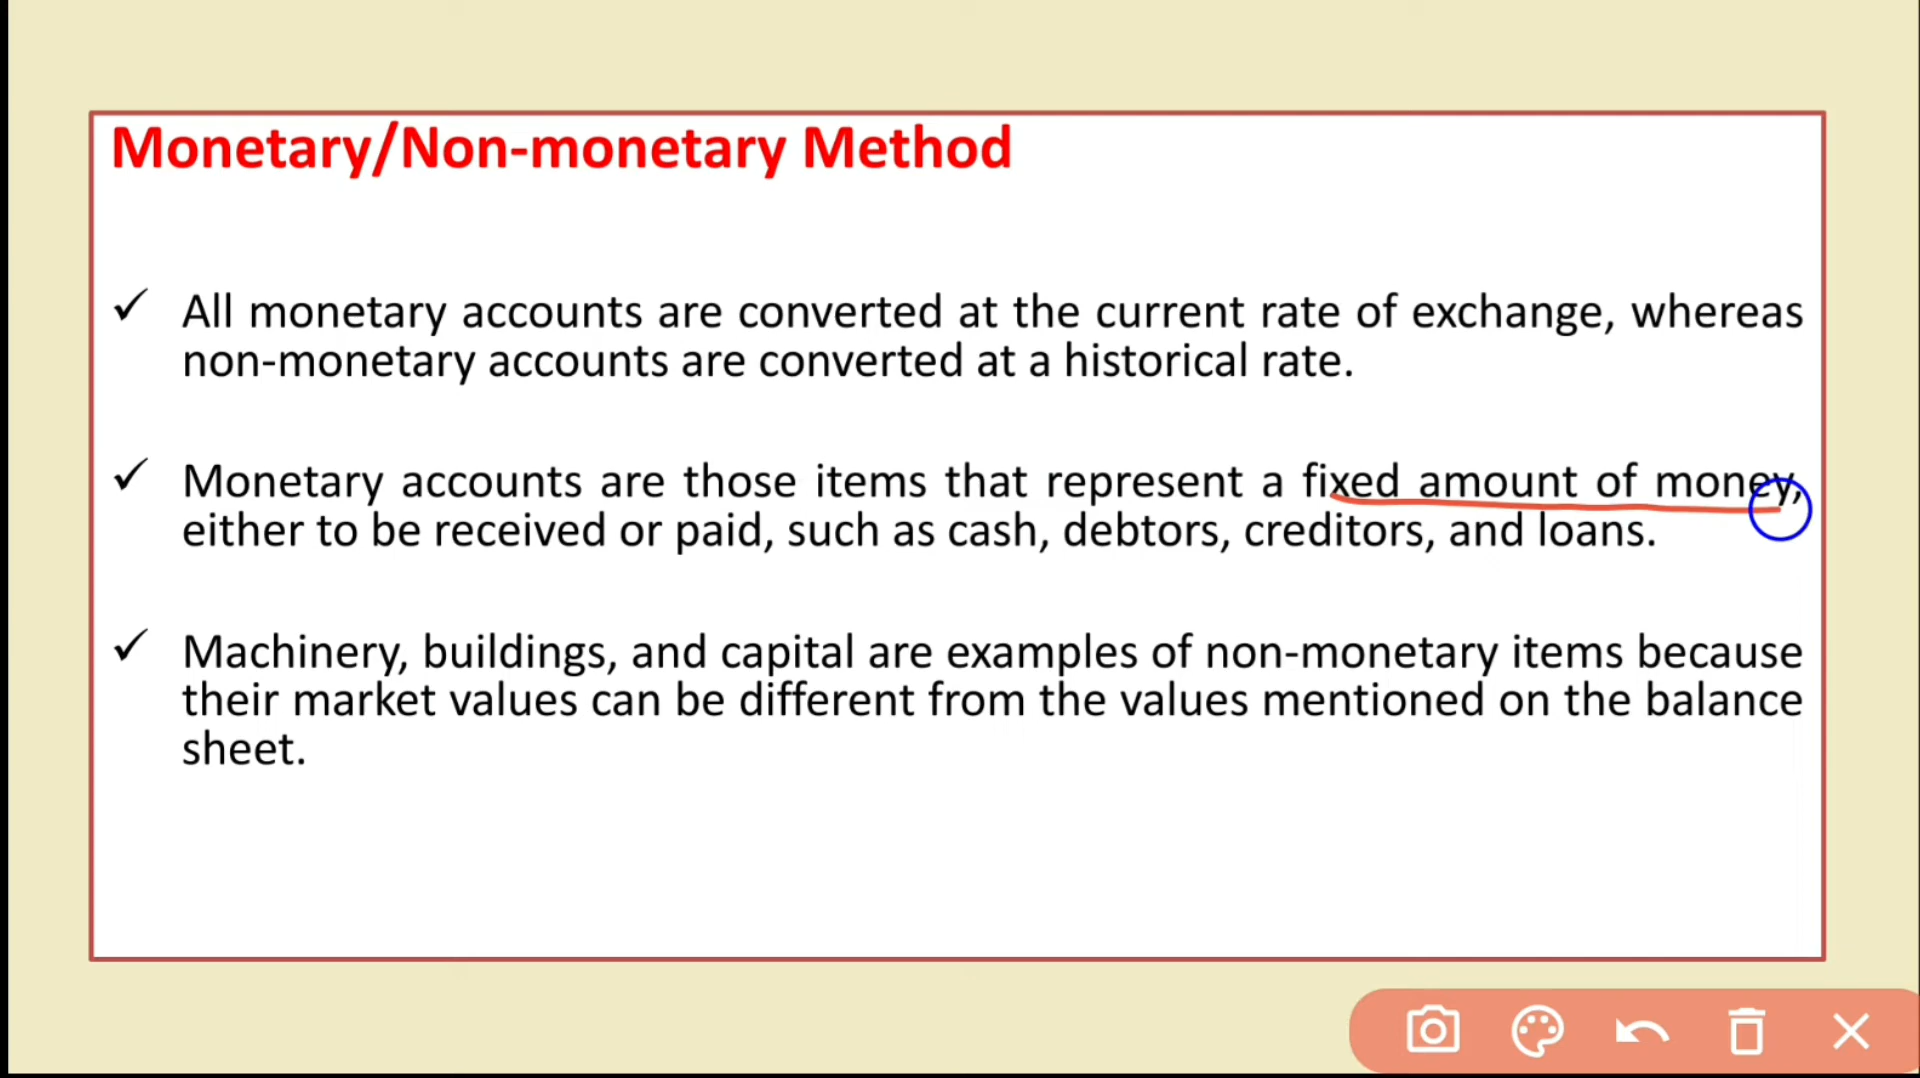 Monetary/Non-monetary Method
✓ All monetary accounts are converted at the current rate of exchange, whereas
non-monetary accounts are converted at a historical rate.
✓ Monetary accounts are those items that represent a fixed amount of money,
either to be received or paid, such as cash, debtors, creditors, and loans.
✓ Machinery, buildings, and capital are examples of non-monetary items because
their market values can be different from the values mentioned on the balance
sheet.